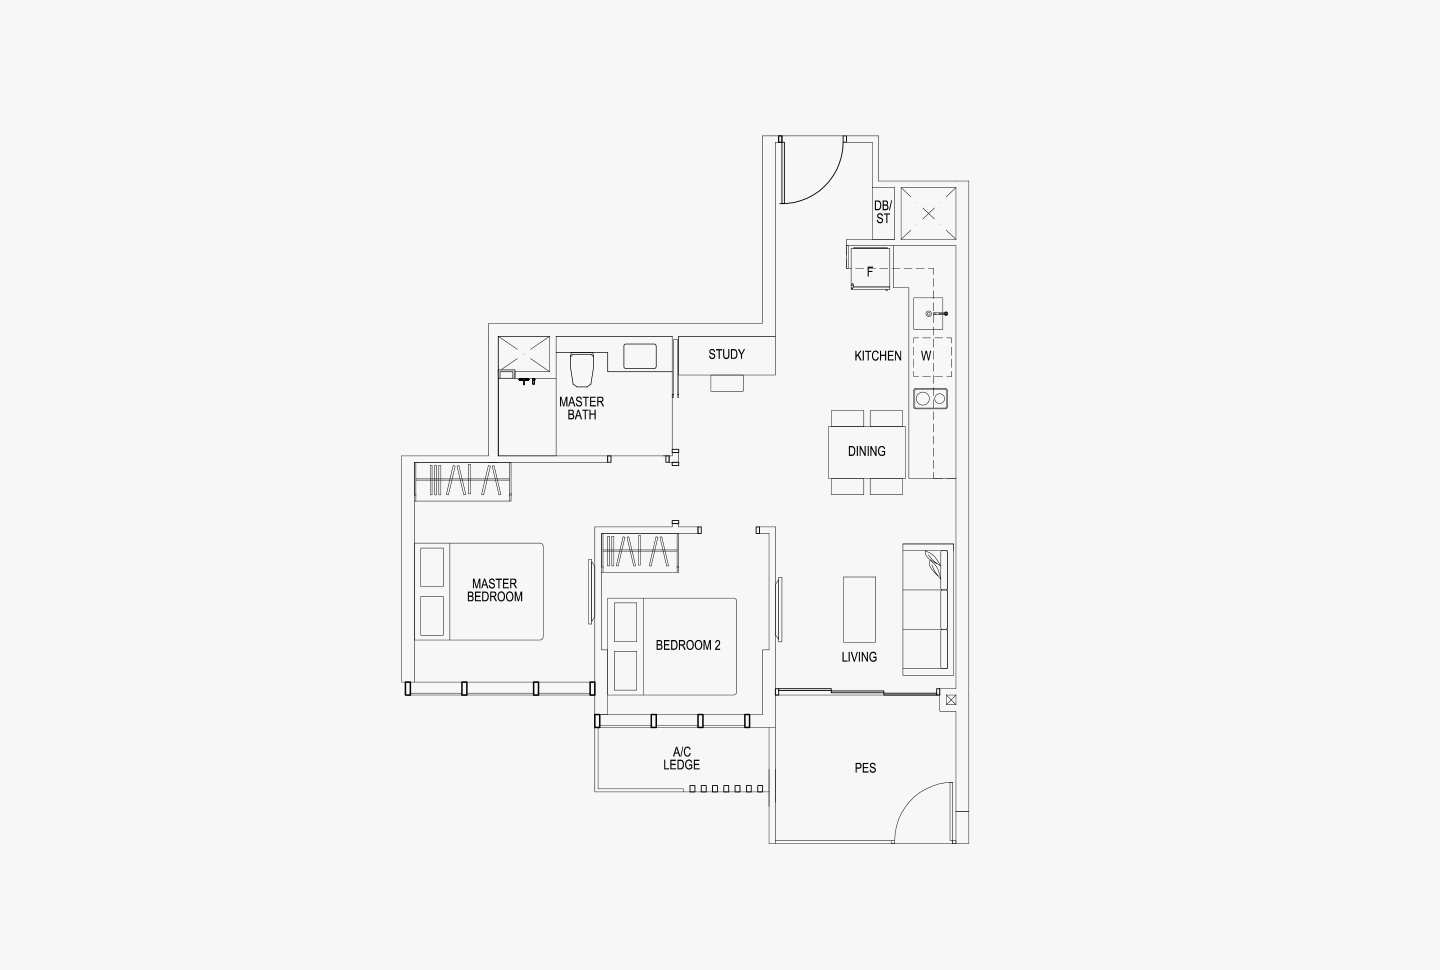 DB/
ST
F
STUDY
KITCHEN
W
MASTER
BATH
DINING
MASTER
BEDROOM
BEDROOM 2
LIVING
A/C
LEDGE
PES